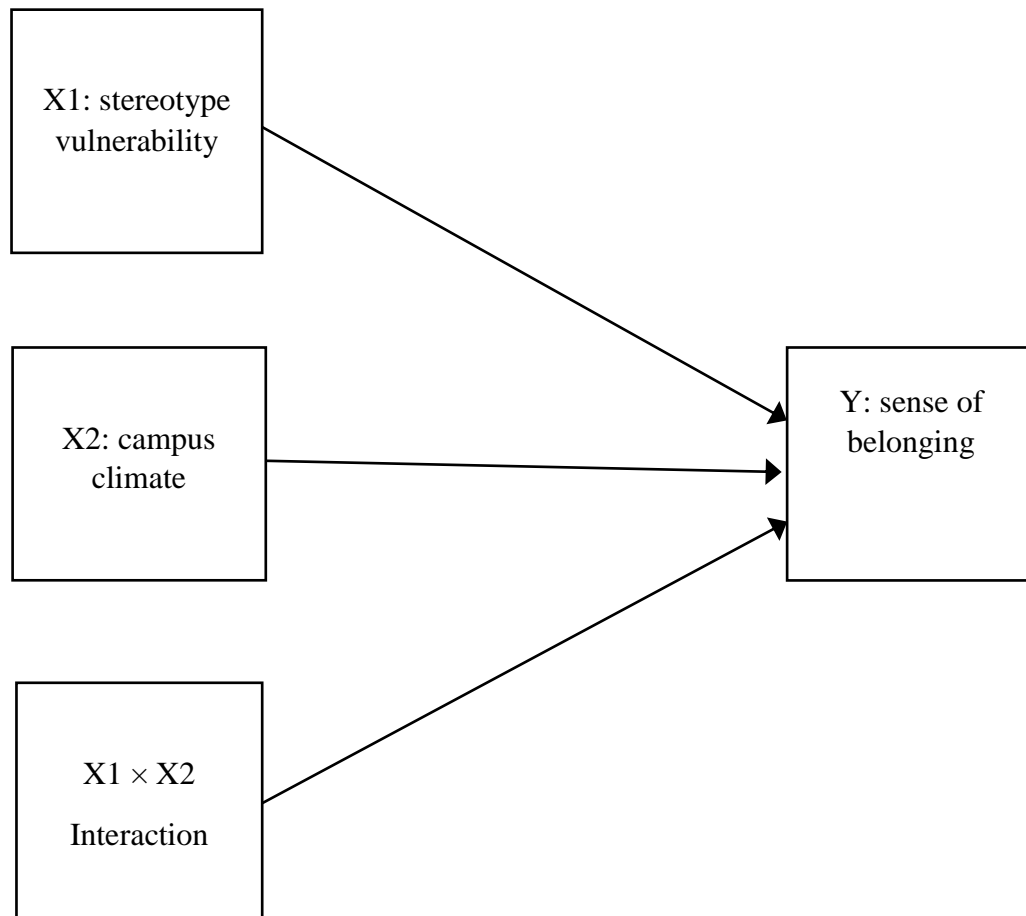 X1: stereotype
vulnerability
X2: campus
climate
Y: sense of
belonging
X1 × X2
Interaction